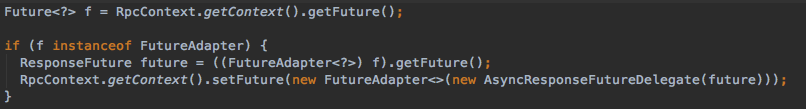 Future<?> f = RpcContext.getContext().getFuture();
if (f instanceof FutureAdapter) {
ResponseFuture future = ((FutureAdapter<?>) f).getFuture();
RpcContext.getContext().setFuture(new FutureAdapter<>(new AsyncResponseFutureDelegate(future)));
}